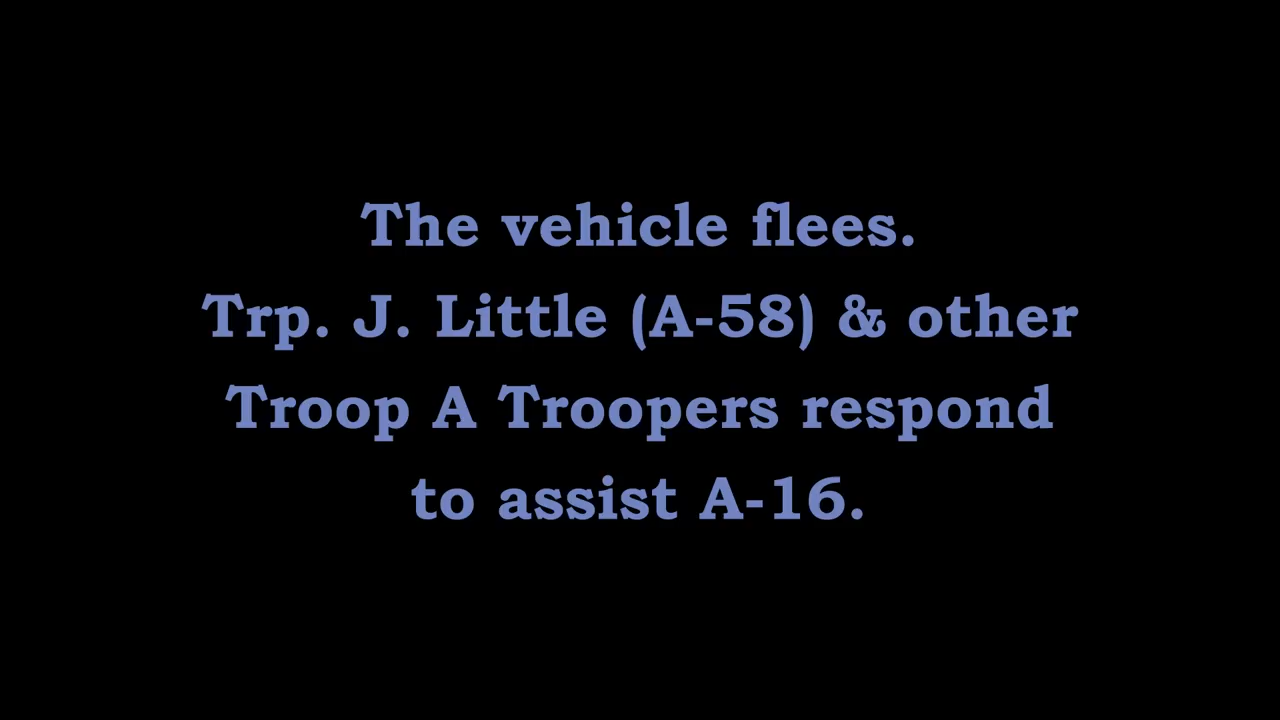 The vehicle flees.
Trp. J. Little (A-58) & other
Troop A Troopers respond
to assist A-16.